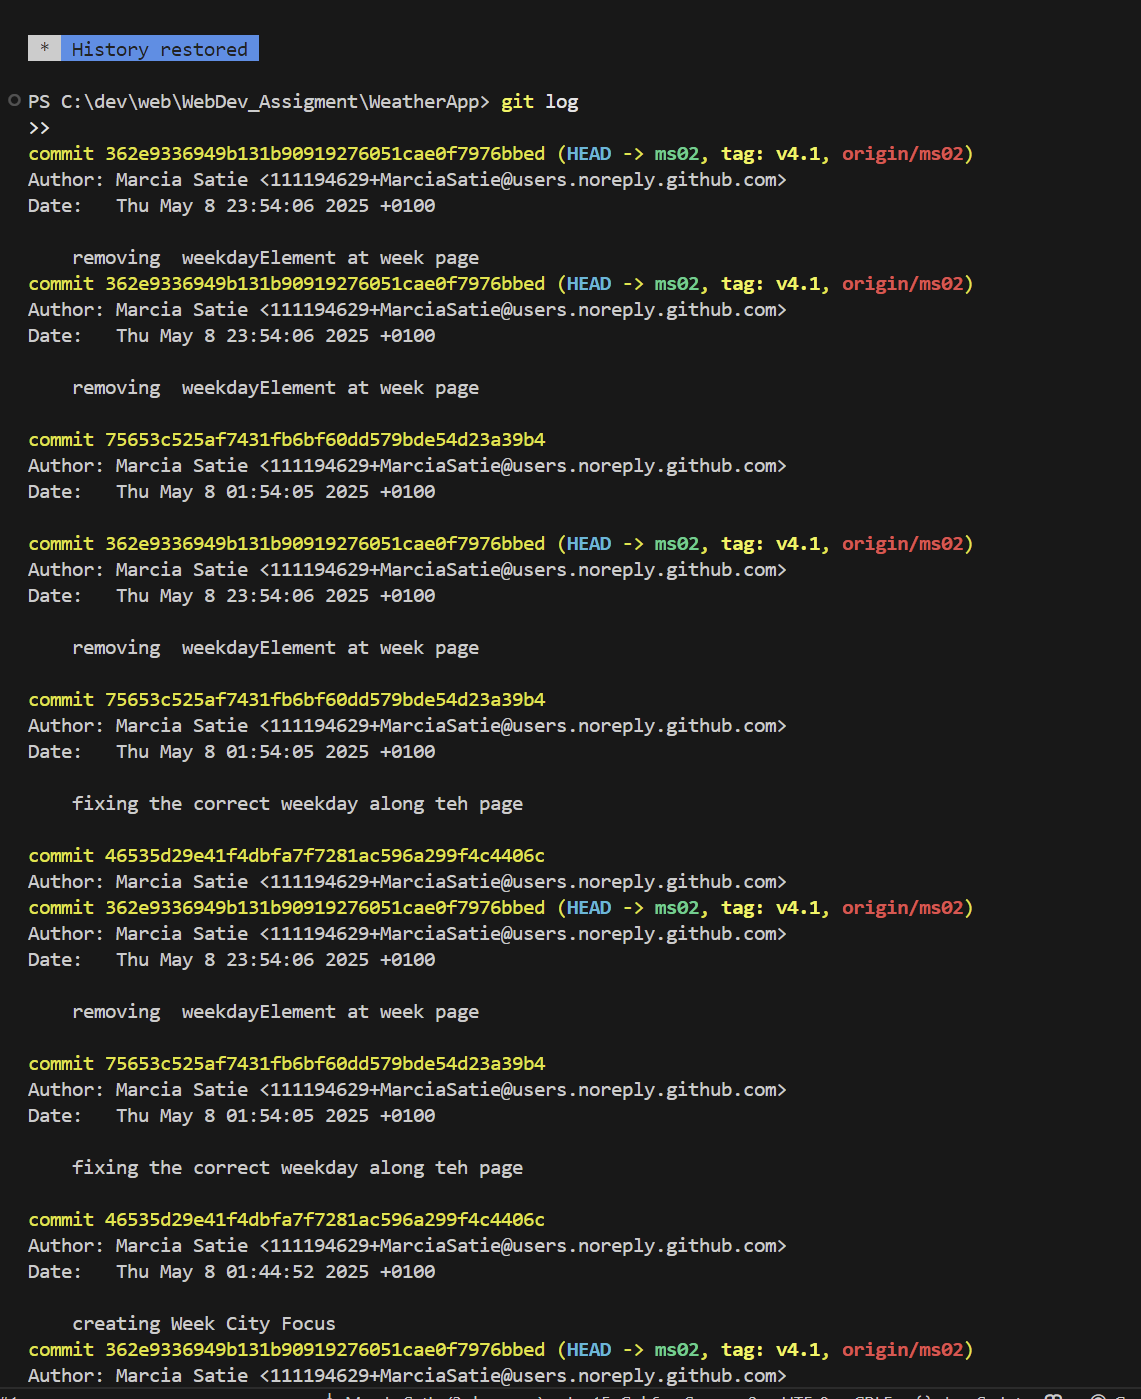 * History restored
PS C:\dev\web\WebDev_Assigment\WeatherApp> git log
>>
commit 362e9336949b131b90919276051cae0f7976bbed (HEAD -> ms02, tag: v4.1, origin/ms02)
Author: Marcia Satie <111194629+MarciaSatie@users.noreply.github.com>
Date:   Thu May 8 23:54:06 2025 +0100
removing  weekdayElement at week page
commit 362e9336949b131b90919276051cae0f7976bbed (HEAD -> ms02, tag: v4.1, origin/ms02)
Author: Marcia Satie <111194629+MarciaSatie@users.noreply.github.com>
Date:   Thu May 8 23:54:06 2025 +0100
removing  weekdayElement at week page
commit 75653c525af7431fb6bf60dd579bde54d23a39b4
Author: Marcia Satie <111194629+MarciaSatie@users.noreply.github.com>
Date:   Thu May 8 01:54:05 2025 +0100
commit 362e9336949b131b90919276051cae0f7976bbed (HEAD -> ms02, tag: v4.1, origin/ms02)
Author: Marcia Satie <111194629+MarciaSatie@users.noreply.github.com>
Date:   Thu May 8 23:54:06 2025 +0100
removing  weekdayElement at week page
commit 75653c525af7431fb6bf60dd579bde54d23a39b4
Author: Marcia Satie <111194629+MarciaSatie@users.noreply.github.com>
Date:   Thu May 8 01:54:05 2025 +0100
fixing the correct weekday along teh page
commit 46535d29e41f4dbfa7f7281ac596a299f4c4406c
Author: Marcia Satie <111194629+MarciaSatie@users.noreply.github.com>
commit 362e9336949b131b90919276051cae0f7976bbed (HEAD -> ms02, tag: v4.1, origin/ms02)
Author: Marcia Satie <111194629+MarciaSatie@users.noreply.github.com>
Date:   Thu May 8 23:54:06 2025 +0100
removing  weekdayElement at week page
commit 75653c525af7431fb6bf60dd579bde54d23a39b4
Author: Marcia Satie <111194629+MarciaSatie@users.noreply.github.com>
Date:   Thu May 8 01:54:05 2025 +0100
fixing the correct weekday along teh page
commit 46535d29e41f4dbfa7f7281ac596a299f4c4406c
Author: Marcia Satie <111194629+MarciaSatie@users.noreply.github.com>
Date:   Thu May 8 01:44:52 2025 +0100
creating Week City Focus
commit 362e9336949b131b90919276051cae0f7976bbed (HEAD -> ms02, tag: v4.1, origin/ms02)
Author: Marcia Satie <111194629+MarciaSatie@users.noreply.github.com>